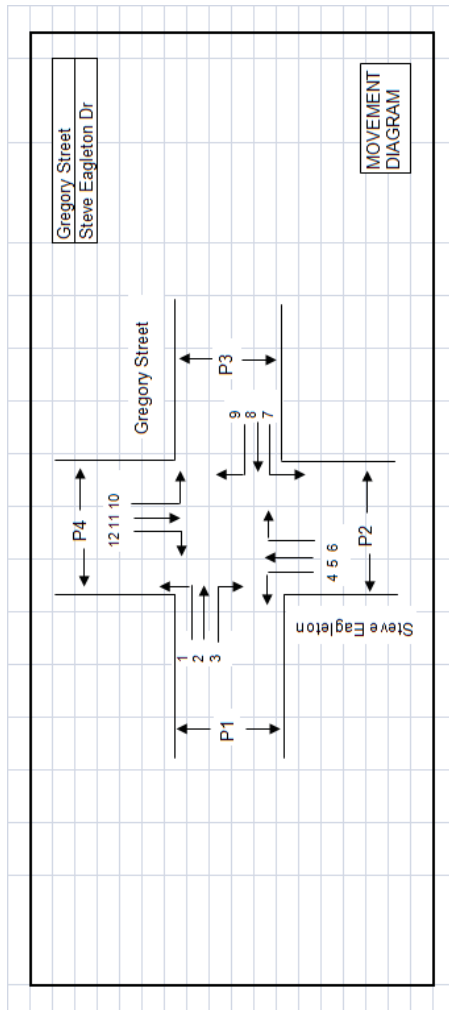 Gregory Street
Steve Eagleton Dr
MOVEMENT
DIAGRAM
Gregory Street
P4
12 11 10
P3
9
8
7
1
2
3
4 5 6
P2
P1
Steve Eagleton